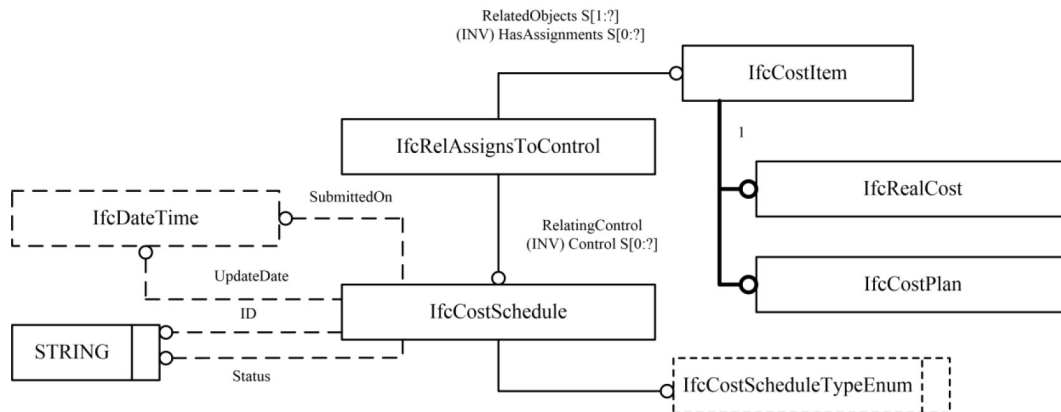 RelatedObjects S[1:?]
(INV) HasAssignments S[0:?]
IfcCostItem
1
IfcRelAssignsToControl
IfcRealCost
SubmittedOn
IfcDateTime
RelatingControl
(INV) Control S[0:?]
UpdateDate
IfcCostPlan
ID
IfcCostSchedule
STRING
Status
IfcCostScheduleTypeEnum